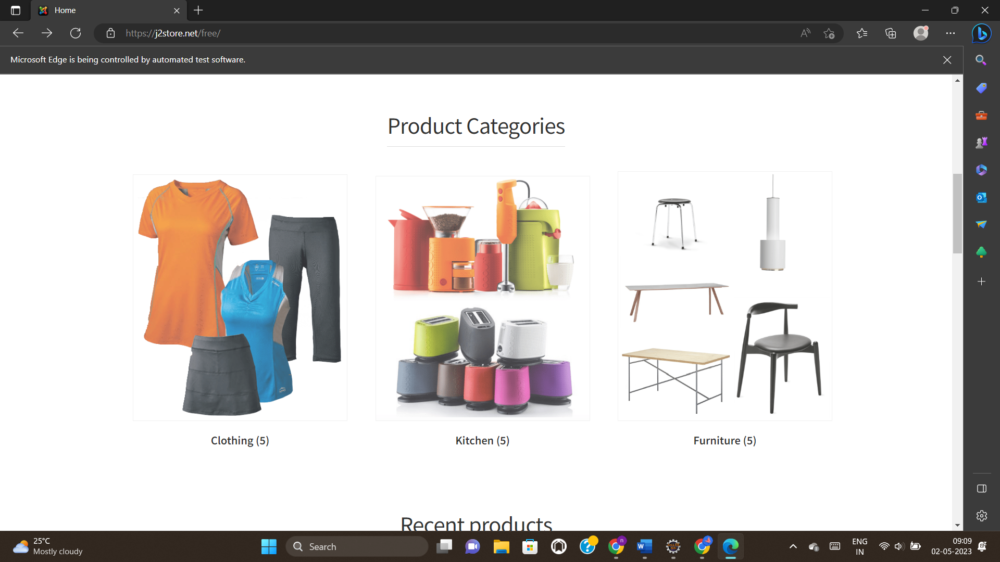 Home
https://j2store.net/free/
Microsoft Edge is being controlled by automated test software.
Product Categories
Clothing (5)
Kitchen (5)
Furniture (5)
Recent products
25°C
Mostly cloudy
Search
ENG
IN
09:09
02-05-2023